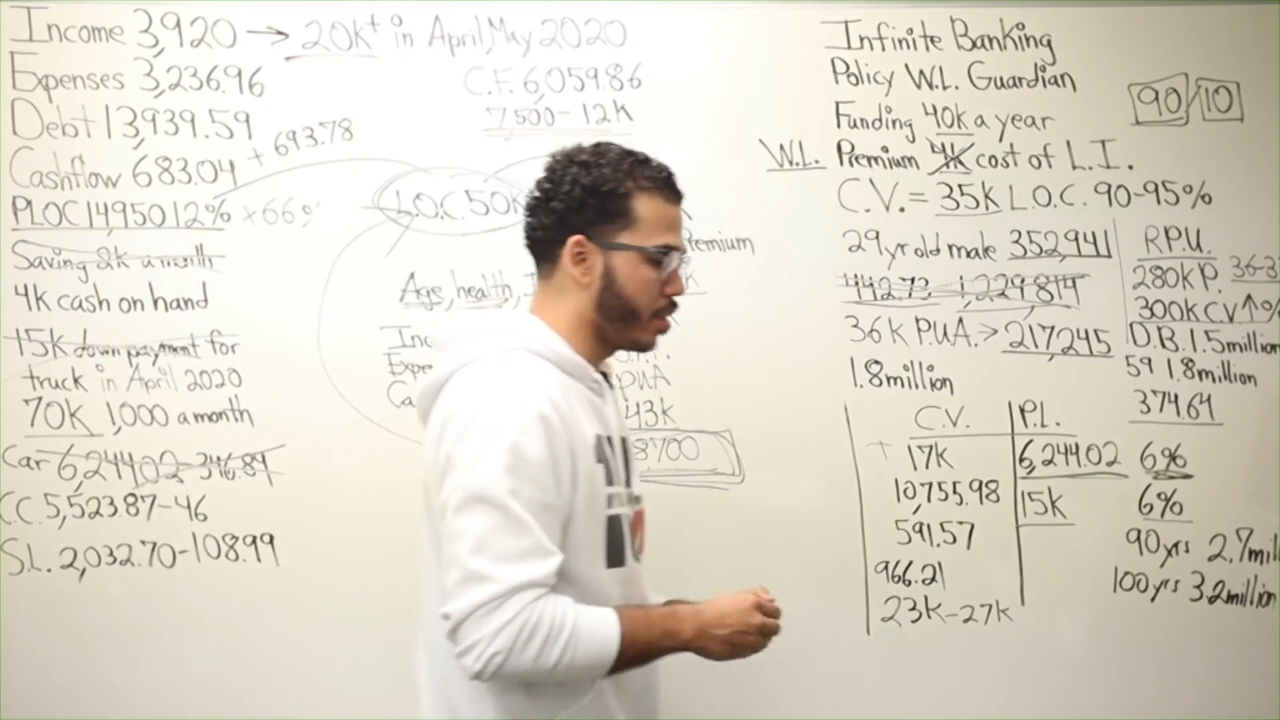 Income 3,920 → 20k+ in April, May 2020
Expenses 3,236.96
Debt 13,939.59
Cashflow 683.04 + 693.78
PLOC 14950 12% × 66
Saving 2k a month
4K cash on hand
15K down payment for
truck in April 2020
70K 1,000 a month
Car 6,244.02 - 346.89
C.C. 5,523.87-46
S.L. 2,032.70-108.99
C.F. 6,059.86
7,500-12K
L.O.C. 50K
Premium
Age, health,
Inc
Expe
Ca
PUA
43K
8700
Infinite Banking
Policy W.L. Guardian
Funding 40k a year
90/10
W.L. Premium 4K cost of L.I.
C.V.= 35K L.O.C. 90-95%
29 yr old male 352,941
442.73 1,229,814
36k P.U.A. > 217,245
1.8million
R.P.U.
280K P. 36-3
300K C.V ↑%
D.B. 1.5million
59 1.8million
374.64
C.V. P.L.
+ 17K 6,244.02 6%
10,755.98 15K 6%
591.57
966.21
23K-27K
90yrs 2.7mil
100yrs 3.2million